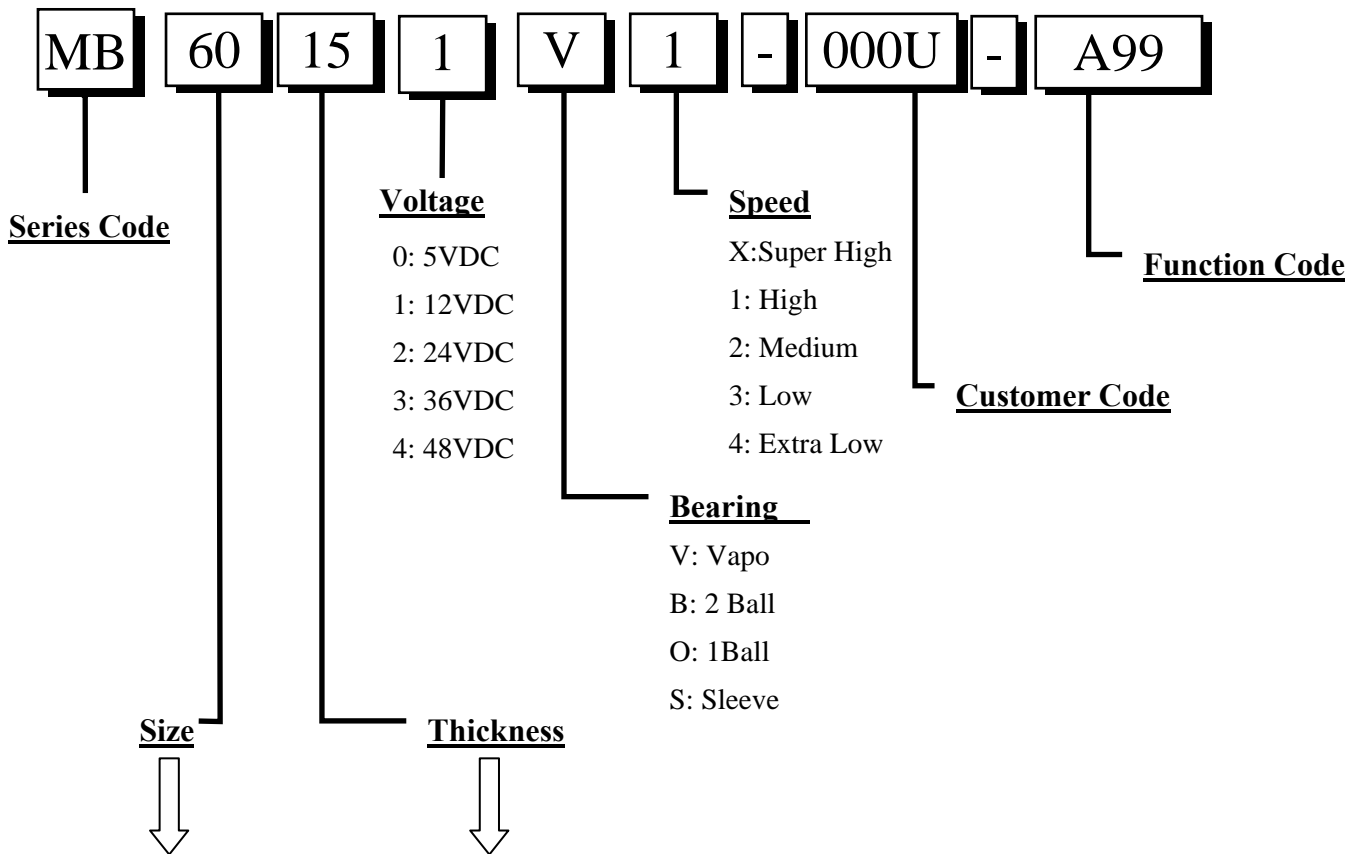 MB 60 15 1 V 1 - 000U - A99
Series Code
Voltage
0: 5VDC
1: 12VDC
2: 24VDC
3: 36VDC
4: 48VDC
Speed
X:Super High
1: High
2: Medium
3: Low
4: Extra Low
Function Code
Customer Code
Bearing
V: Vapo
B: 2 Ball
O: 1Ball
S: Sleeve
Size
Thickness